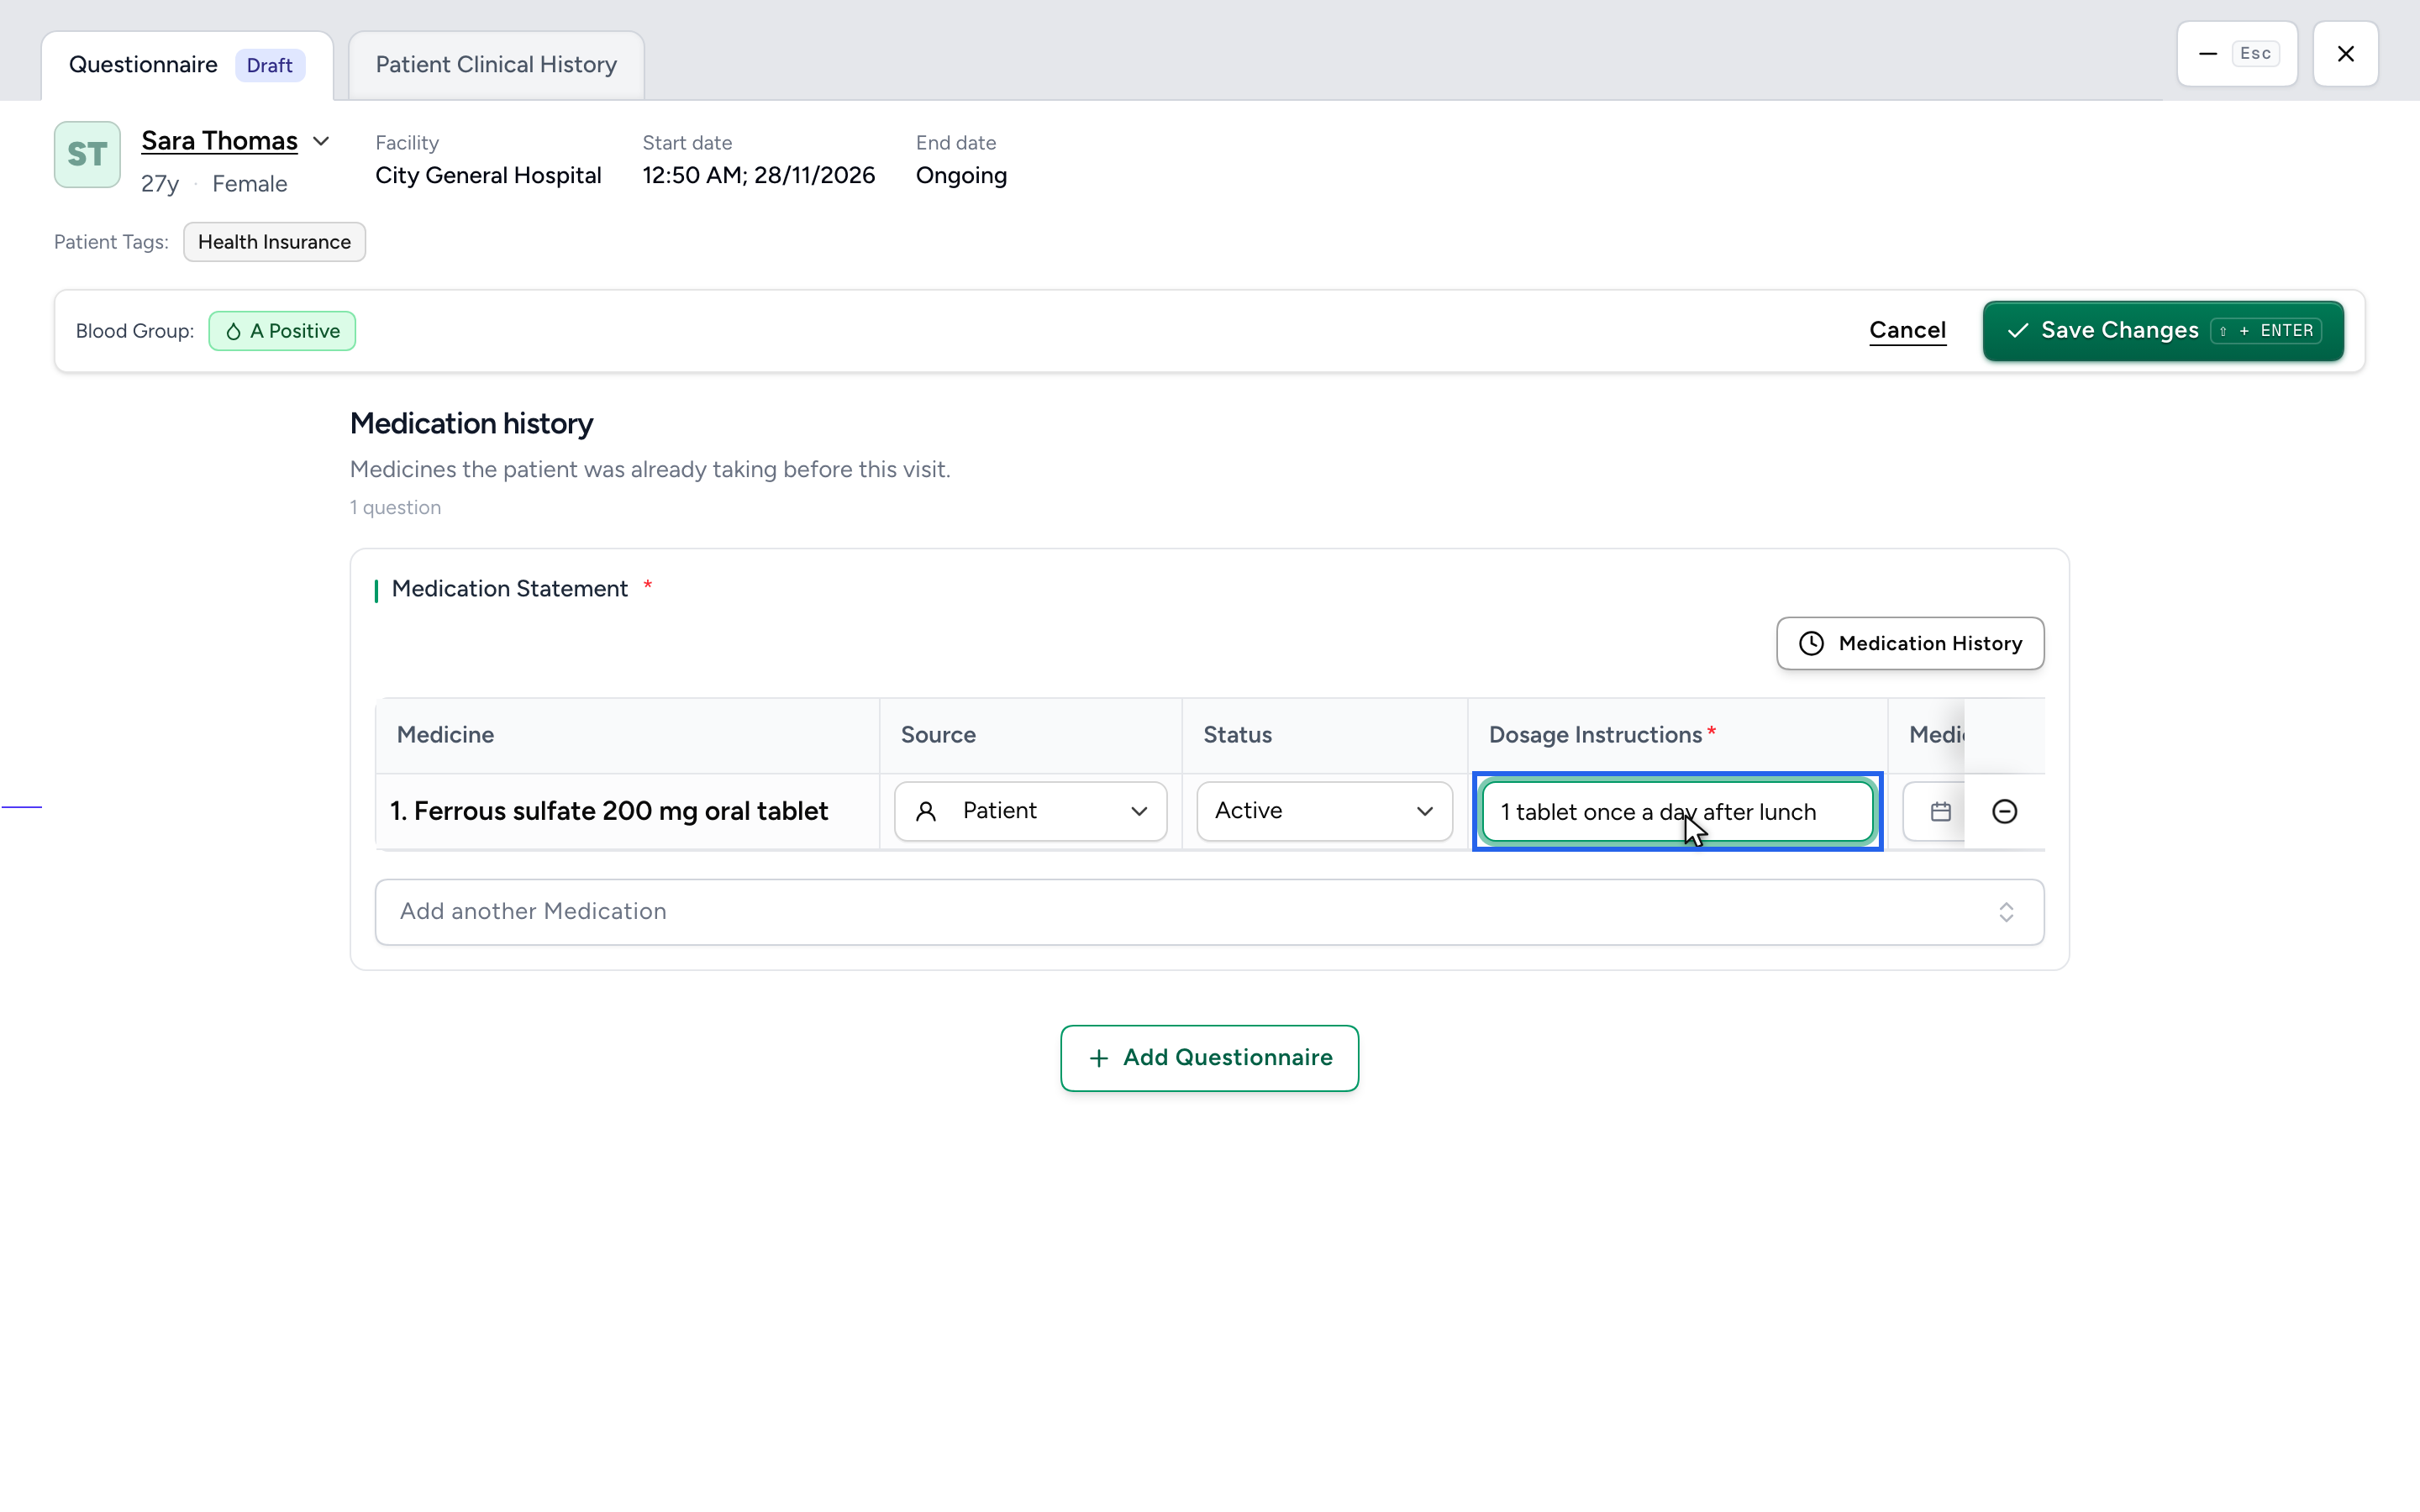 Questionnaire Draft
Patient Clinical History
Esc
ST
Sara Thomas
27y · Female
Facility
City General Hospital
Start date
12:50 AM; 28/11/2026
End date
Ongoing
Patient Tags: Health Insurance
Blood Group: A Positive
Cancel
Save Changes ⇧ + ENTER
Medication history
Medicines the patient was already taking before this visit.
1 question
Medication Statement *
Medication History
Medicine Source Status Dosage Instructions *
1. Ferrous sulfate 200 mg oral tablet Patient Active 1 tablet once a day after lunch
Add another Medication
+ Add Questionnaire